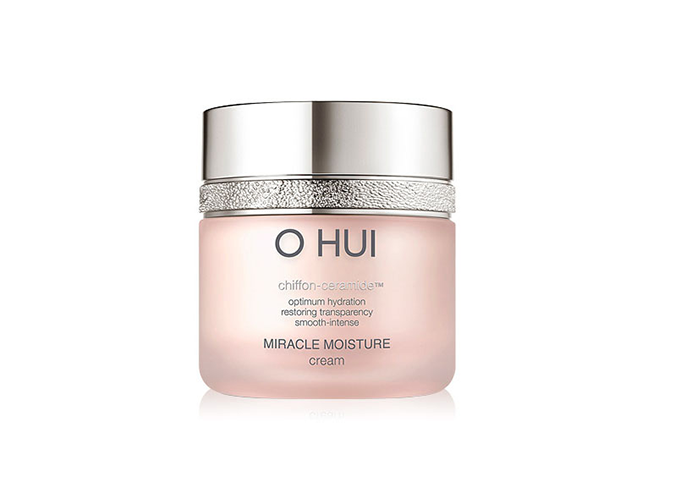 O HUI
chiffon-ceramide™
optimum hydration
restoring transparency
smooth-intense
MIRACLE MOISTURE
cream